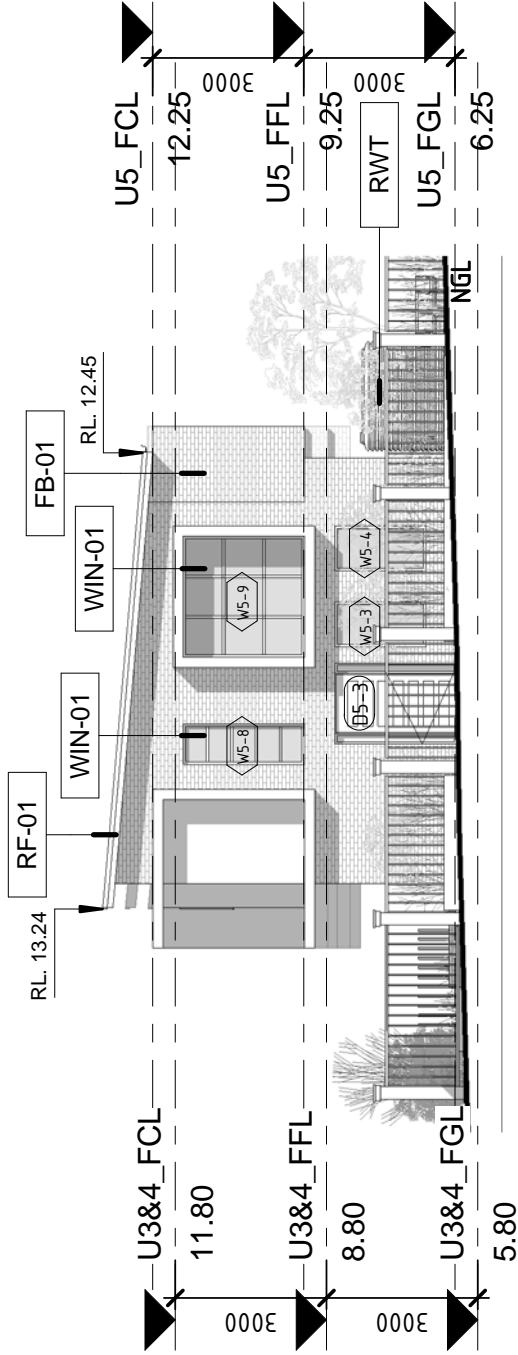 RL. 13.24
RF-01
WIN-01
WIN-01
FB-01
RL. 12.45
U3&4_FCL
11.80
U5_FCL
12.25
3000
3000
W5-8
W5-9
U3&4_FFL
8.80
U5_FFL
9.25
3000
3000
D5-3
W5-3
W5-4
RWT
U3&4_FGL
5.80
U5_FGL
6.25
NGL